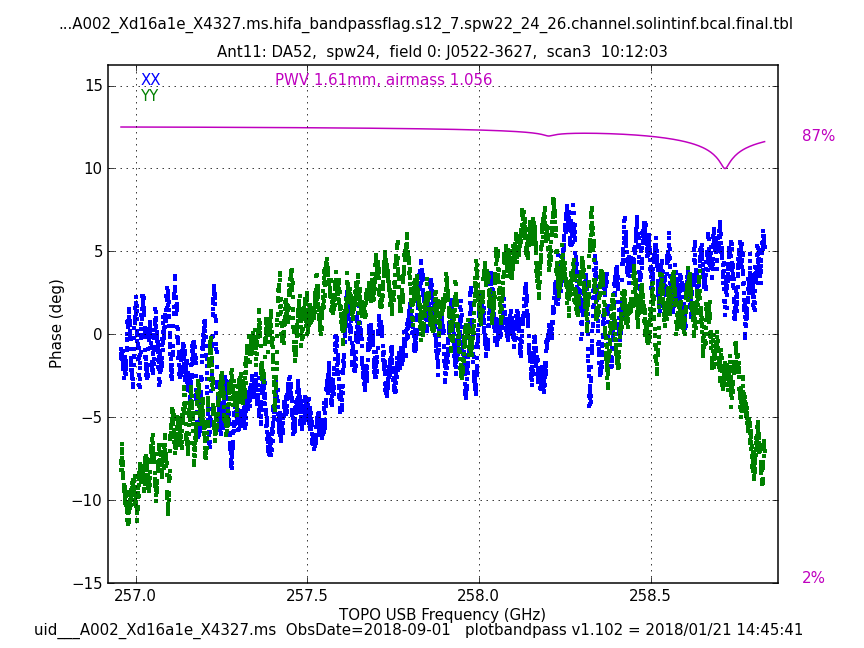 ...A002_Xd16a1e_X4327.ms.hifa_bandpassflag.s12_7.spw22_24_26.channel.solintinf.bcal.final.tbl
Ant11: DA52,  spw24,  field 0: J0522-3627,  scan3  10:12:03
XX
YY
PWV 1.61mm, airmass 1.056
15
10
5
0
−5
−10
−15
Phase (deg)
87%
2%
257.0
257.5
258.0
258.5
TOPO USB Frequency (GHz)
uid___A002_Xd16a1e_X4327.ms  ObsDate=2018-09-01   plotbandpass v1.102 = 2018/01/21 14:45:41